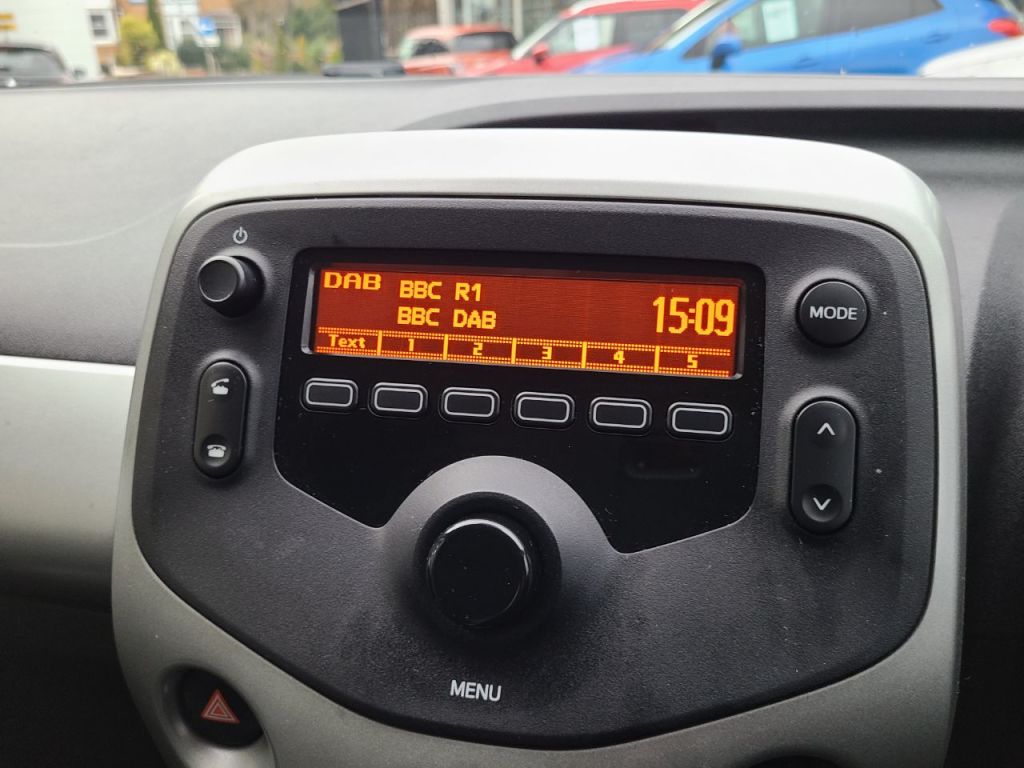 DAB
BBC R1
BBC DAB
15:09
Text 1 2 3 4 5
MODE
MENU